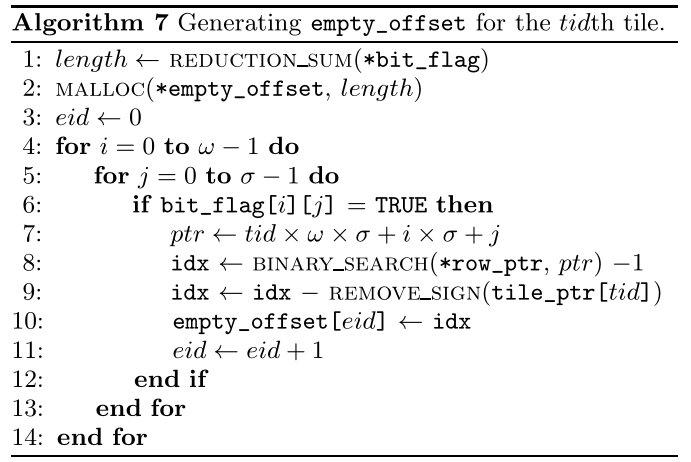 Algorithm 7 Generating empty_offset for the tidth tile.
1: length ← REDUCTION_SUM(*bit_flag)
2: MALLOC(*empty_offset, length)
3: eid ← 0
4: for i = 0 to ω − 1 do
5: for j = 0 to σ − 1 do
6: if bit_flag[i][j] = TRUE then
7: ptr ← tid × ω × σ + i × σ + j
8: idx ← BINARY_SEARCH(*row_ptr, ptr) −1
9: idx ← idx − REMOVE_SIGN(tile_ptr[tid])
10: empty_offset[eid] ← idx
11: eid ← eid + 1
12: end if
13: end for
14: end for